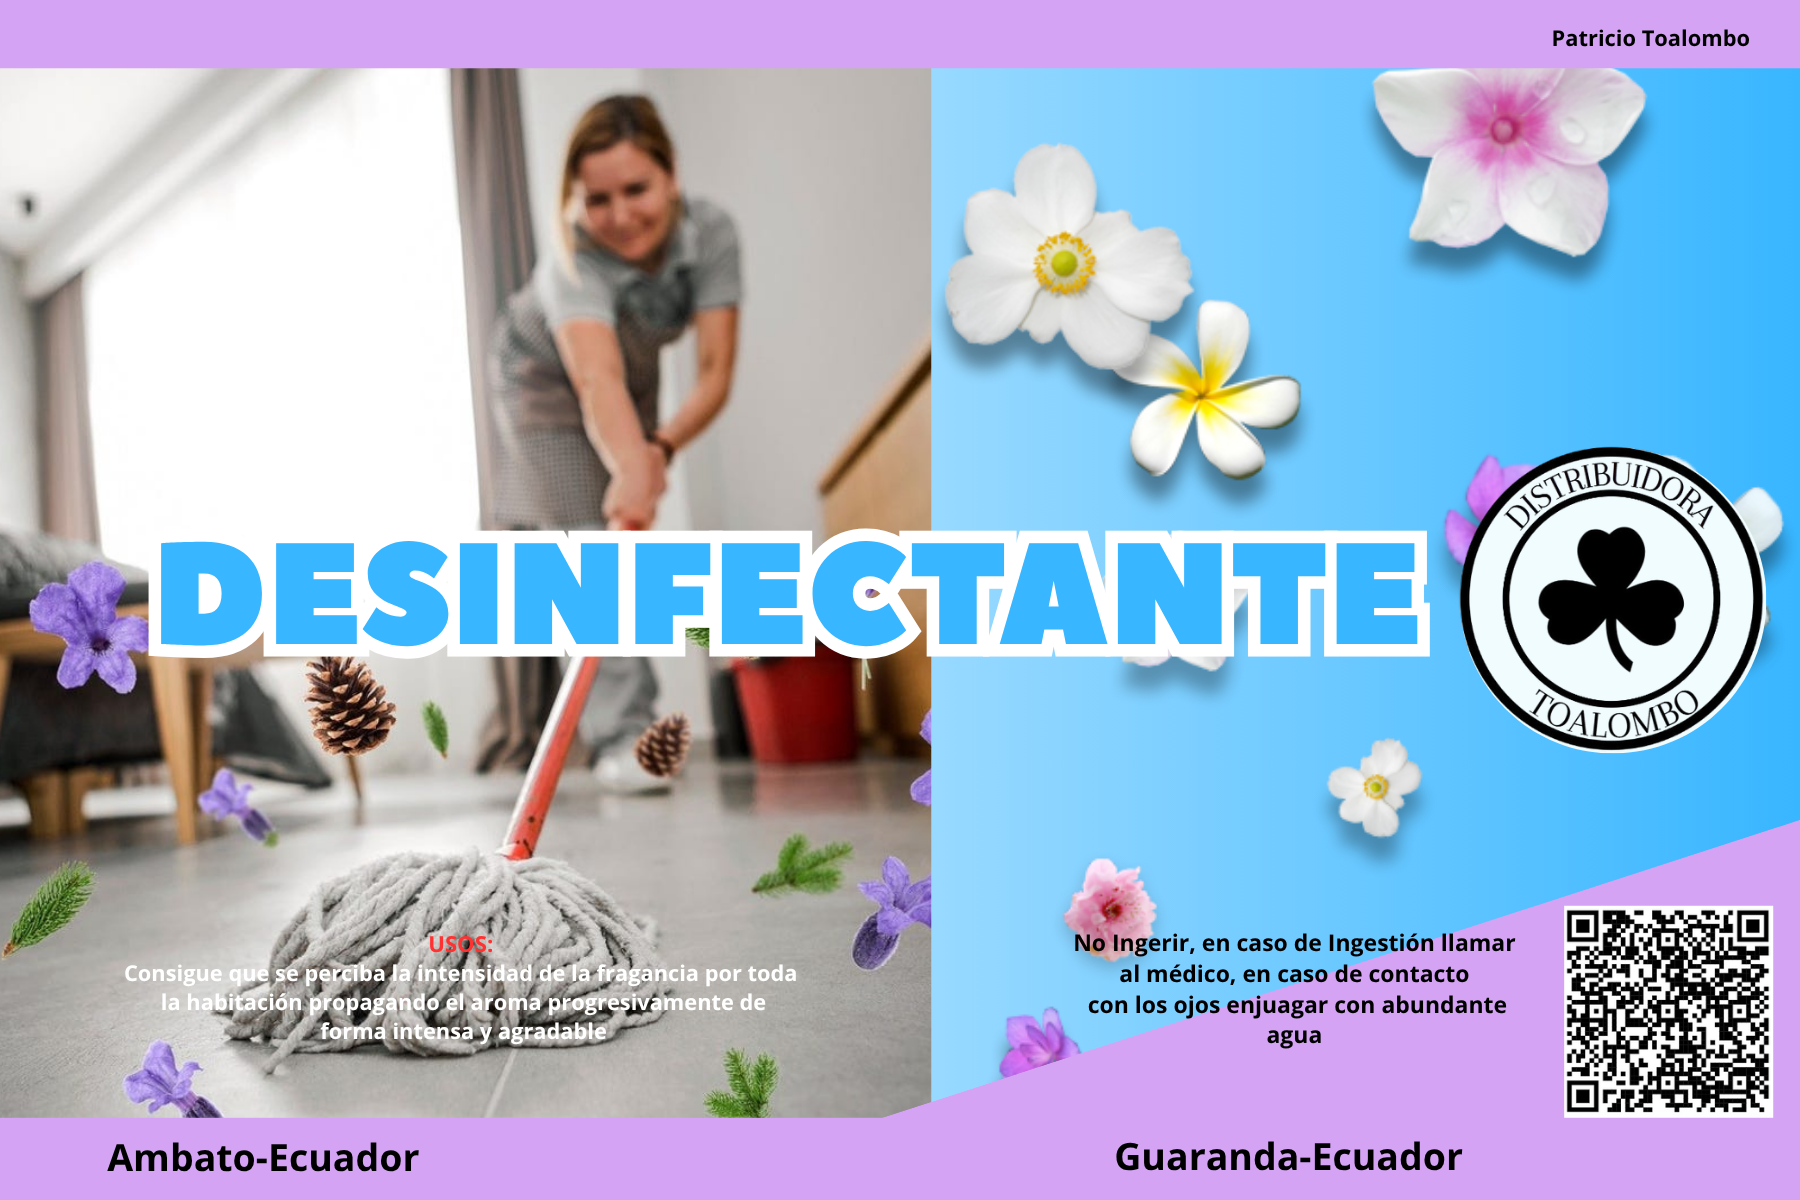 Patricio Toalombo
DESINFECTANTE
DISTRIBUIDORA
TOALOMBO
USOS:
Consigue que se perciba la intensidad de la fragancia por toda
la habitación propagando el aroma progresivamente de
forma intensa y agradable
No Ingerir, en caso de Ingestión llamar
al médico, en caso de contacto
con los ojos enjuagar con abundante
agua
Ambato-Ecuador
Guaranda-Ecuador